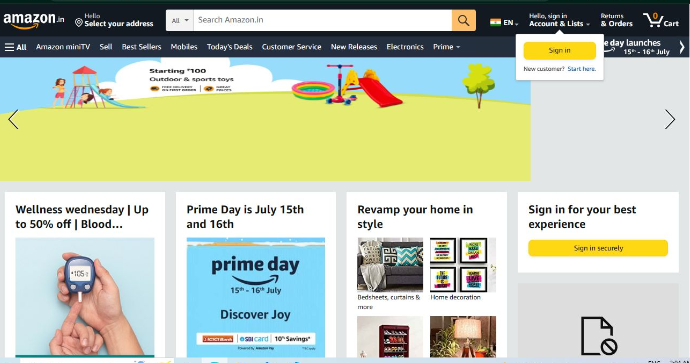 amazon.in
Hello
Select your address
All
Search Amazon.in
EN
Hello, sign in
Account & Lists
Returns
& Orders
0
Cart
All
Amazon miniTV
Sell
Best Sellers
Mobiles
Today's Deals
Customer Service
New Releases
Electronics
Prime
day launches
15th - 16th July
Sign in
New customer? Start here.
Starting ₹100
Outdoor & sports toys
Wellness wednesday | Up
to 50% off | Blood...
Prime Day is July 15th
and 16th
Revamp your home in
style
Sign in for your best
experience
Sign in securely
105
prime day
15th - 16th July
Discover Joy
ICICI Bank
SBI card
10% Savings*
Bedsheets, curtains &
more
Home decoration